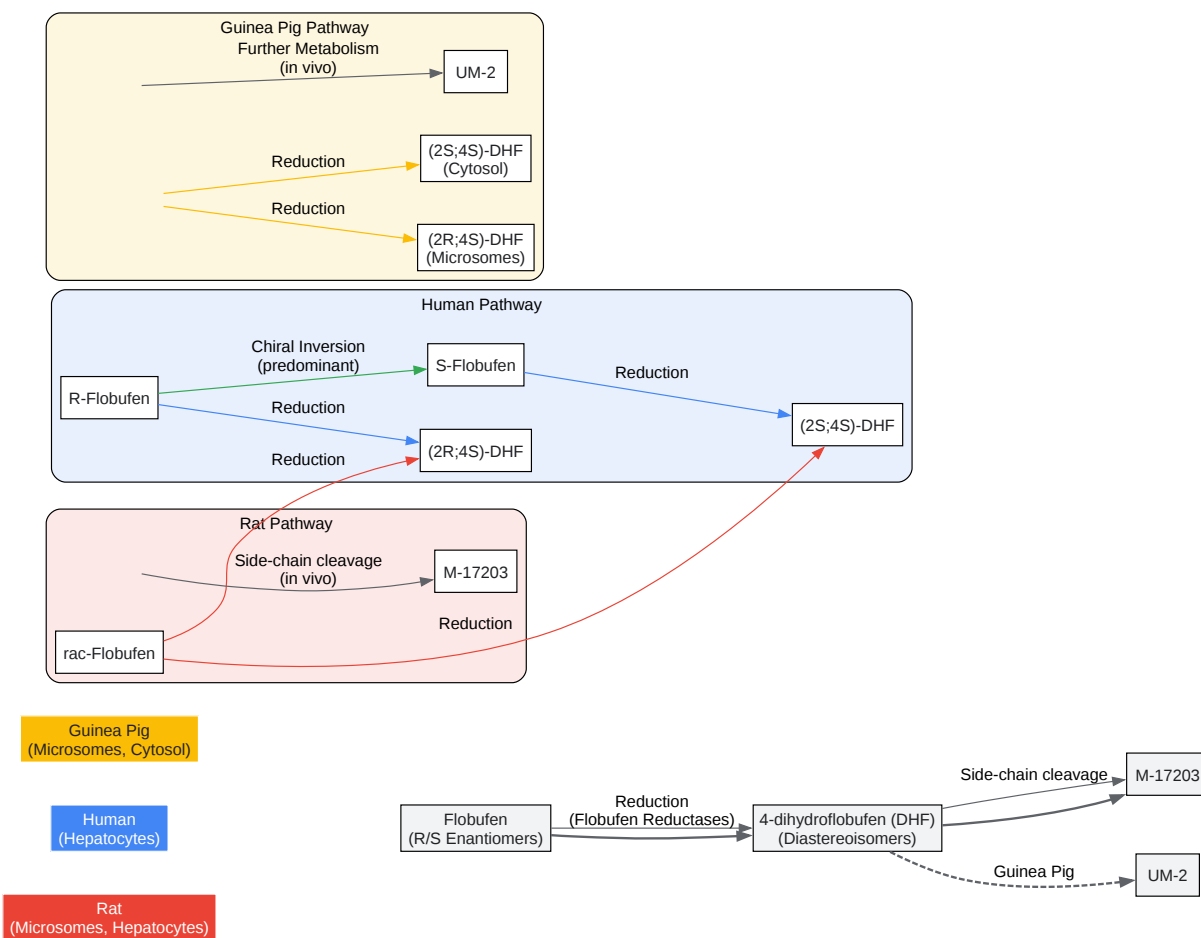 Guinea Pig Pathway
Further Metabolism
(in vivo)
UM-2
Reduction
(2S;4S)-DHF
(Cytosol)
Reduction
(2R;4S)-DHF
(Microsomes)
Human Pathway
Chiral Inversion
(predominant)
R-Flobufen
S-Flobufen
Reduction
Reduction
(2R;4S)-DHF
(2S;4S)-DHF
Reduction
Rat Pathway
Side-chain cleavage
(in vivo)
M-17203
rac-Flobufen
Reduction
Guinea Pig
(Microsomes, Cytosol)
Human
(Hepatocytes)
Rat
(Microsomes, Hepatocytes)
Flobufen
(R/S Enantiomers)
Reduction
(Flobufen Reductases)
4-dihydroflobufen (DHF)
(Diastereoisomers)
Side-chain cleavage
M-17203
Guinea Pig
UM-2